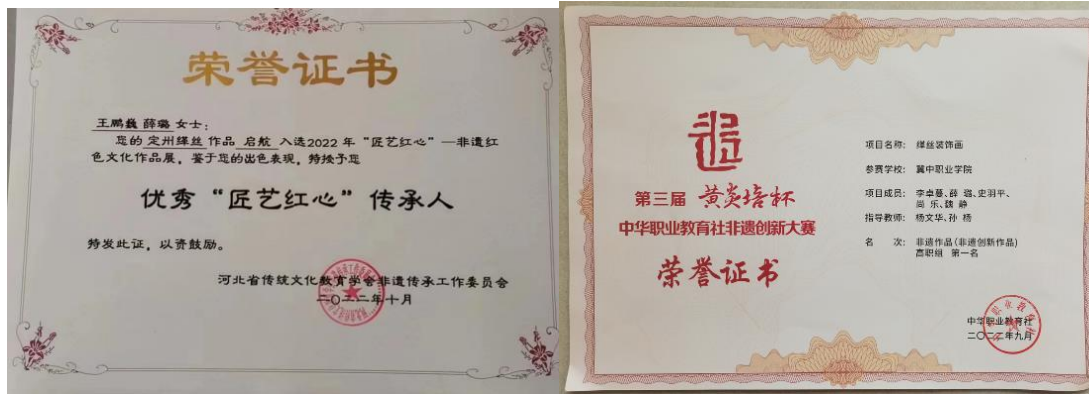 荣誉证书
王鹏巍 薛璐 女士：
您的 定州缂丝 作品 启航 入选2022年“匠艺红心”—非遗红
色文化作品展，鉴于您的出色表现，特授予您
优秀“匠艺红心”传承人
特发此证，以资鼓励。
河北省传统文化教育学会非遗传承工作委员会
二〇二二年十月
非遗
第三届 黄炎培杯
中华职业教育社非遗创新大赛
荣誉证书
项目名称： 缂丝装饰画
参赛学校： 冀中职业学院
项目成员： 李卓蔓、薛 璐、史羽平、
尚 乐、魏 静
指导教师： 杨文华、孙 杨
名 次： 非遗作品（非遗创新作品）
高职组 第一名
中华职业教育社
二〇二二年九月